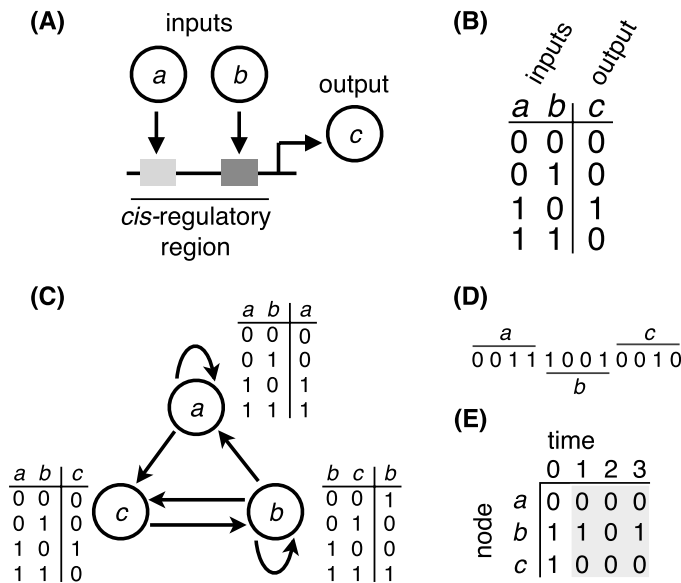 (A)
inputs
a b
output
c
cis-regulatory
region
(B)
inputs output
a b c
0 0 0
0 1 0
1 0 1
1 1 0
(C)
a b a
0 0 0
0 1 0
1 0 1
1 1 1
a
a b c
0 0 0
0 1 0
1 0 1
1 1 0
c
b
b c b
0 0 1
0 1 0
1 0 0
1 1 1
(D)
a c
0 0 1 1 1 0 0 1 0 0 1 0
b
(E)
time
0 1 2 3
node
a 0 0 0 0
b 1 1 0 1
c 1 0 0 0